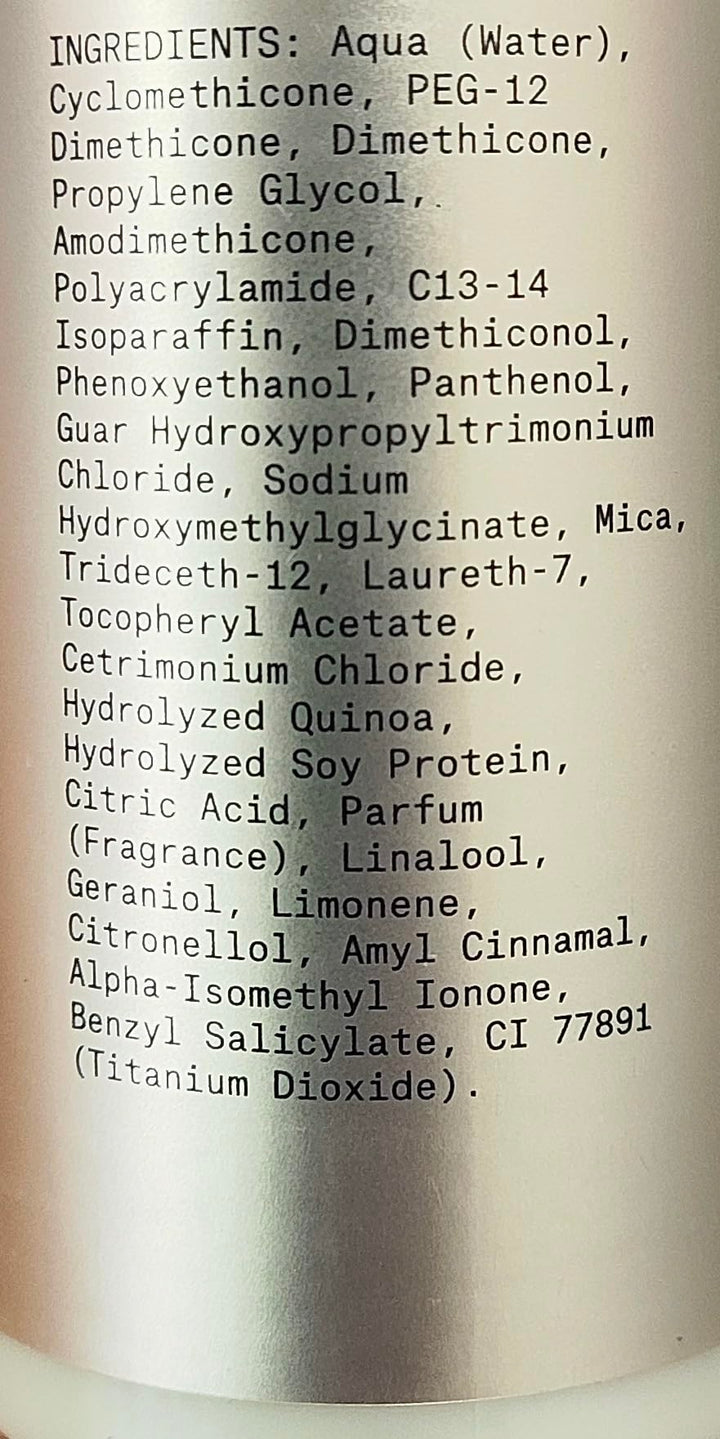 INGREDIENTS: Aqua (Water),
Cyclomethicone, PEG-12
Dimethicone, Dimethicone,
Propylene Glycol,
Amodimethicone,
Polyacrylamide, C13-14
Isoparaffin, Dimethiconol,
Phenoxyethanol, Panthenol,
Guar Hydroxypropyltrimonium
Chloride, Sodium
Hydroxymethylglycinate, Mica,
Trideceth-12, Laureth-7,
Tocopheryl Acetate,
Cetrimonium Chloride,
Hydrolyzed Quinoa,
Hydrolyzed Soy Protein,
Citric Acid, Parfum
(Fragrance), Linalool,
Geraniol, Limonene,
Citronellol, Amyl Cinnamal,
Alpha-Isomethyl Ionone,
Benzyl Salicylate, CI 77891
(Titanium Dioxide).